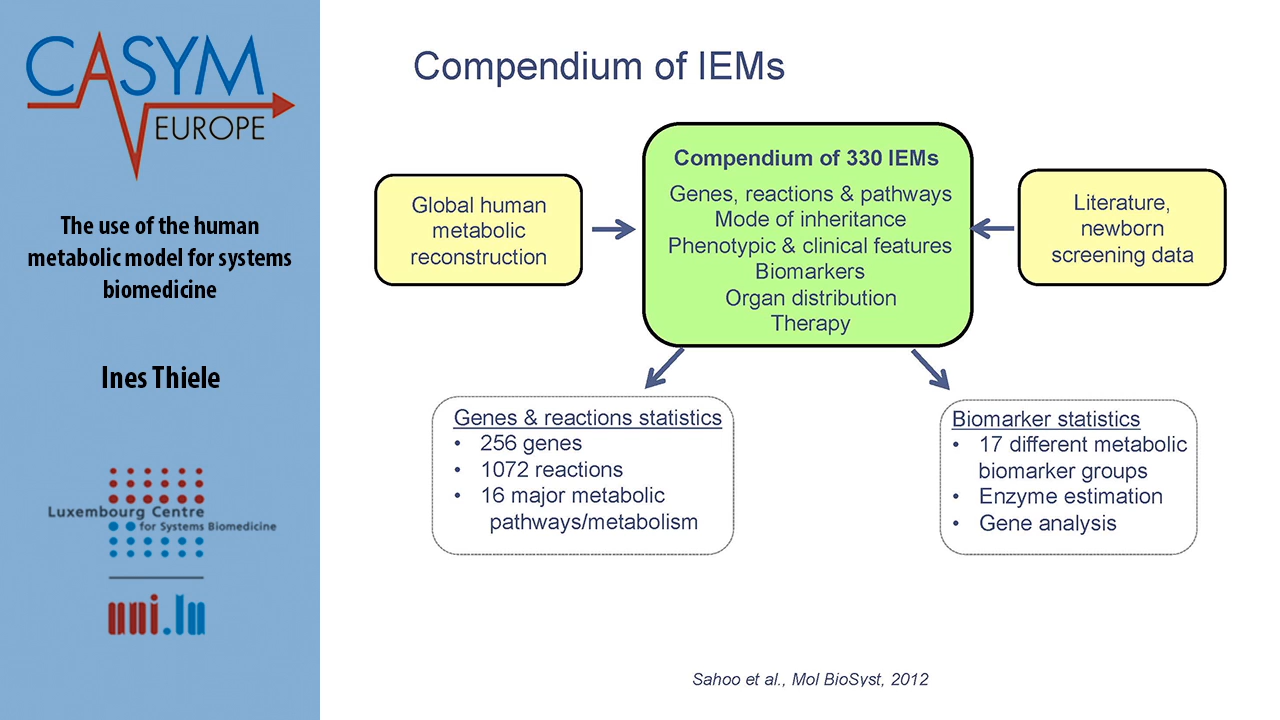 CASYM
EUROPE
The use of the human
metabolic model for systems
biomedicine
Ines Thiele
Luxembourg Centre
for Systems Biomedicine
uni.lu
Compendium of IEMs
Global human
metabolic
reconstruction
Compendium of 330 IEMs
Genes, reactions & pathways
Mode of inheritance
Phenotypic & clinical features
Biomarkers
Organ distribution
Therapy
Literature,
newborn
screening data
Genes & reactions statistics
• 256 genes
• 1072 reactions
• 16 major metabolic
pathways/metabolism
Biomarker statistics
• 17 different metabolic
biomarker groups
• Enzyme estimation
• Gene analysis
Sahoo et al., Mol BioSyst, 2012